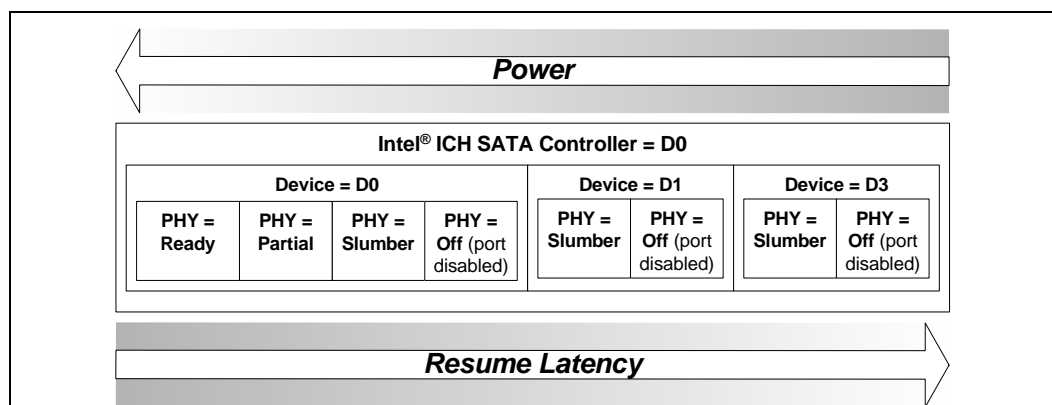 Power
Intel® ICH SATA Controller = D0
Device = D0
PHY =
Ready
PHY =
Partial
PHY =
Slumber
PHY =
Off (port
disabled)
Device = D1
PHY =
Slumber
PHY =
Off (port
disabled)
Device = D3
PHY =
Slumber
PHY =
Off (port
disabled)
Resume Latency